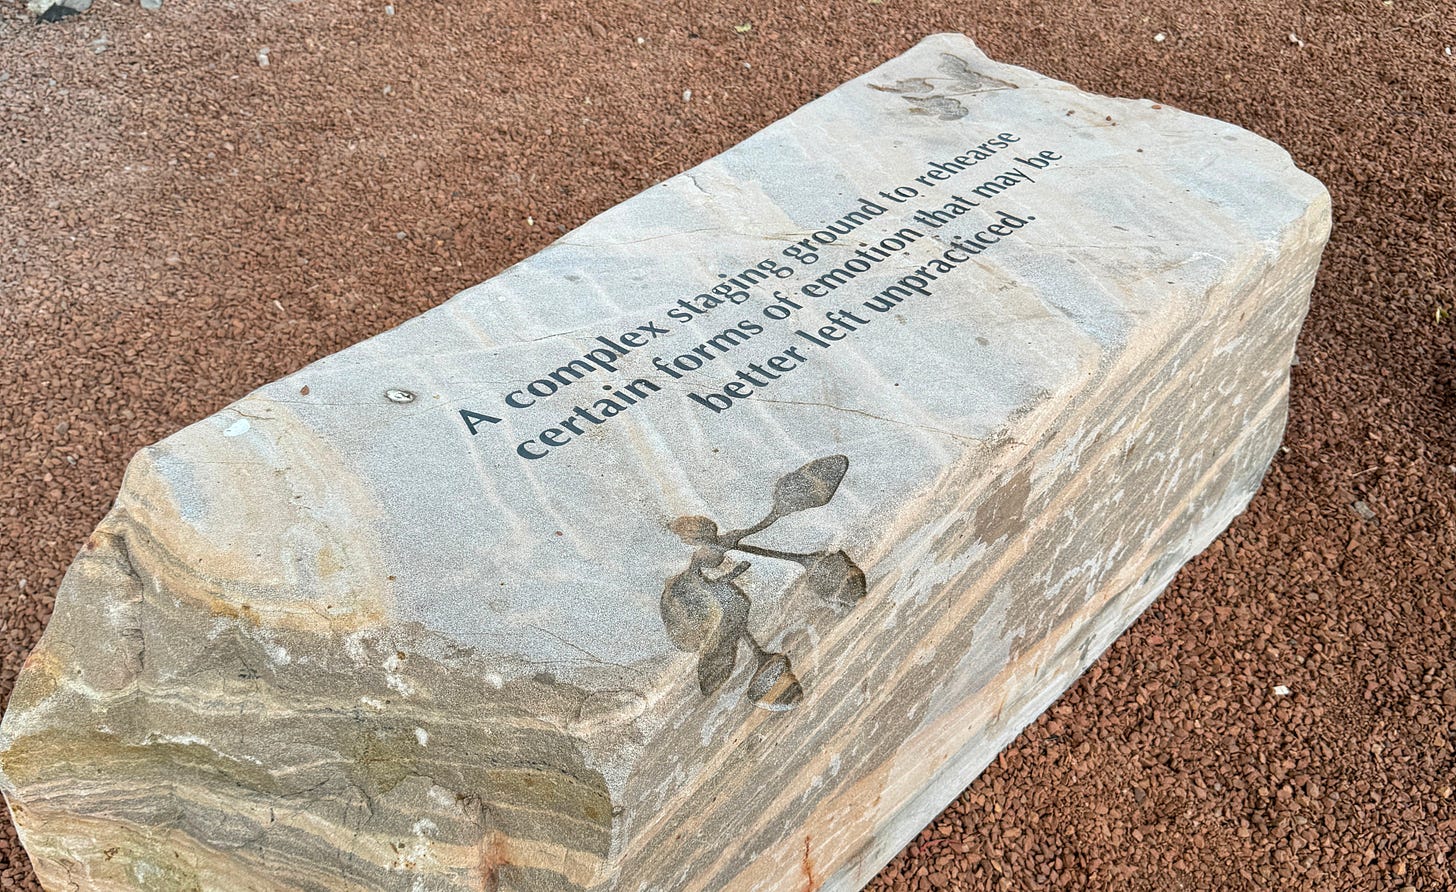 A complex staging ground to rehearse
certain forms of emotion that may be
better left unpracticed.